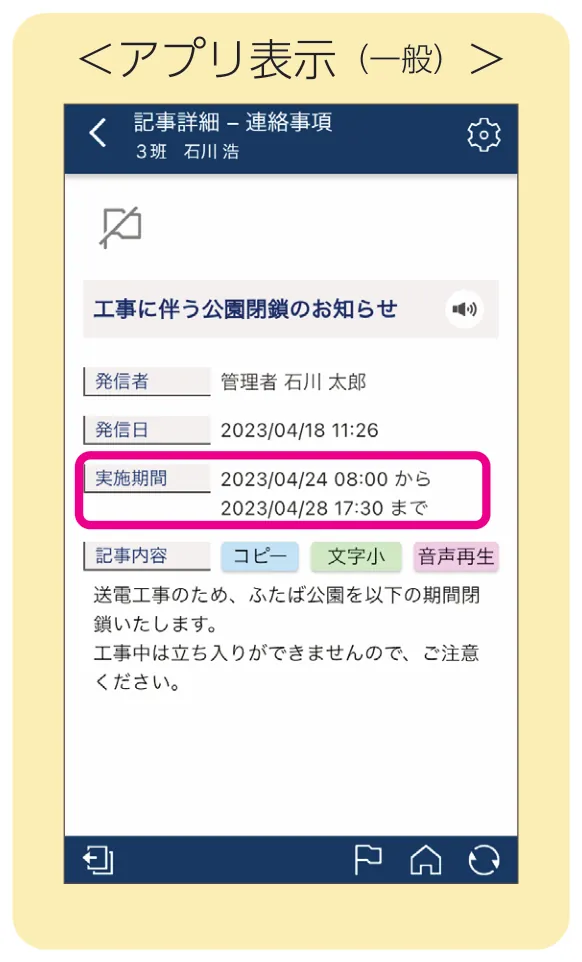 ＜アプリ表示（一般）＞
記事詳細 – 連絡事項
３班　石川 浩
工事に伴う公園閉鎖のお知らせ
発信者 管理者 石川 太郎
発信日 2023/04/18 11:26
実施期間 2023/04/24 08:00 から
2023/04/28 17:30 まで
記事内容 コピー 文字小 音声再生
送電工事のため、ふたば公園を以下の期間閉
鎖いたします。
工事中は立ち入りができませんので、ご注意
ください。